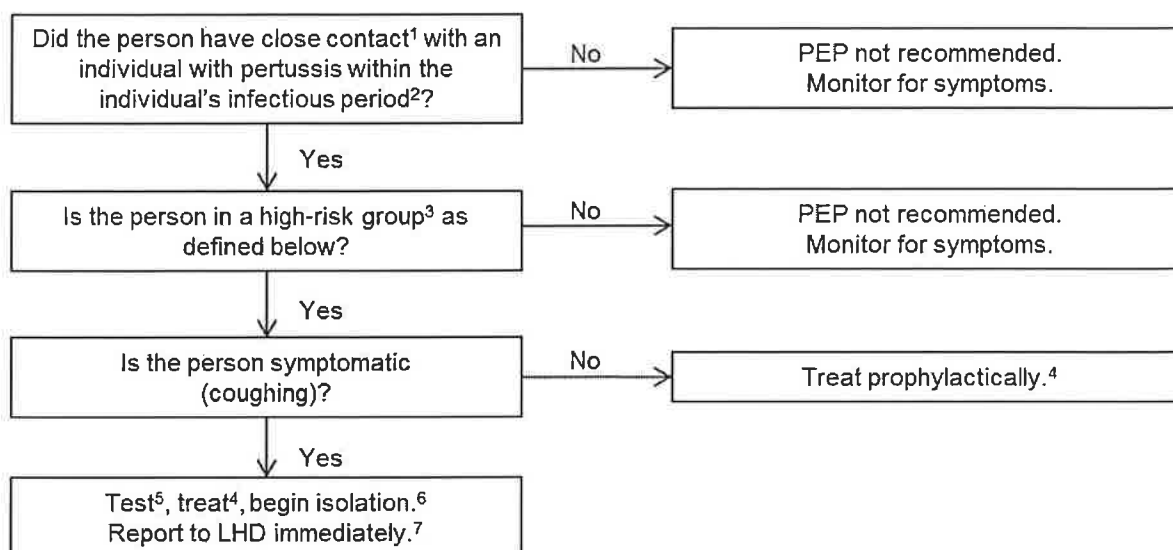 Did the person have close contact¹ with an
individual with pertussis within the
individual's infectious period²?
No
PEP not recommended.
Monitor for symptoms.
Yes
Is the person in a high-risk group³ as
defined below?
No
PEP not recommended.
Monitor for symptoms.
Yes
Is the person symptomatic
(coughing)?
No
Treat prophylactically.⁴
Yes
Test⁵, treat⁴, begin isolation.⁶
Report to LHD immediately.⁷